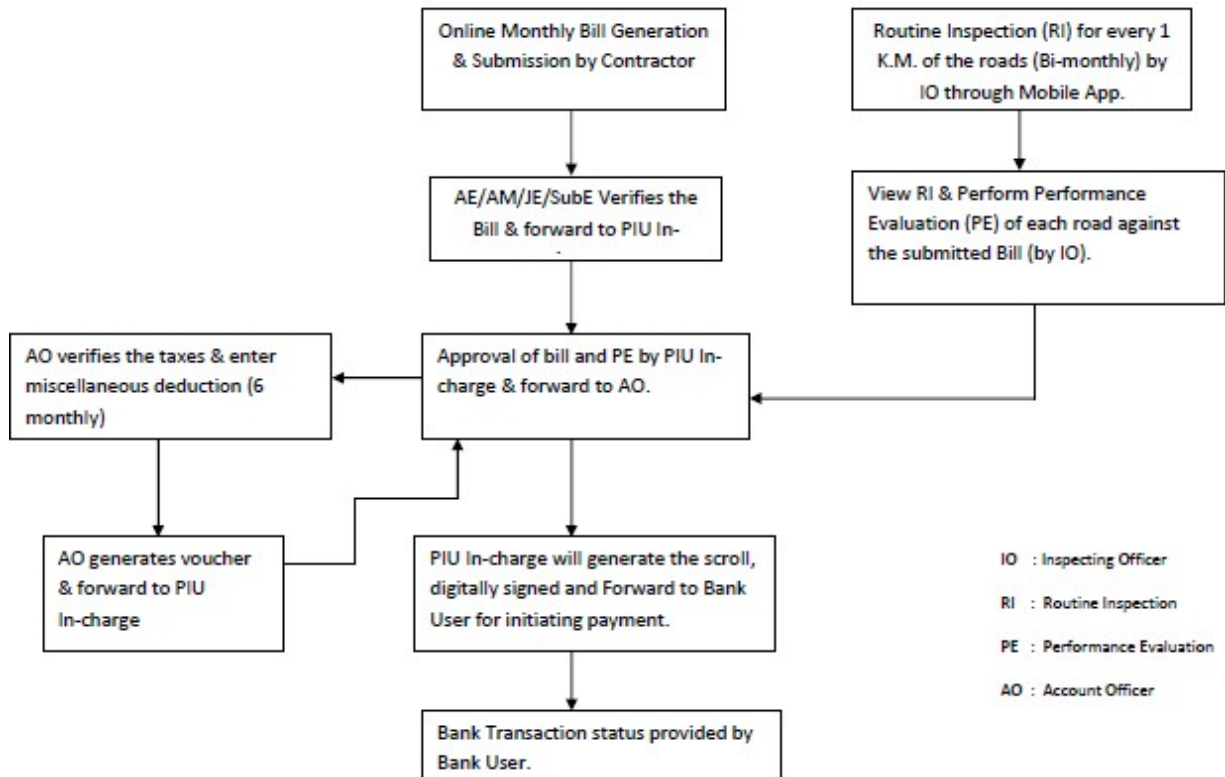 Online Monthly Bill Generation
& Submission by Contractor
Routine Inspection (RI) for every 1
K.M. of the roads (Bi-monthly) by
IO through Mobile App.
AE/AM/JE/SubE Verifies the
Bill & forward to PIU In-
View RI & Perform Performance
Evaluation (PE) of each road against
the submitted Bill (by IO).
AO verifies the taxes & enter
miscellaneous deduction (6
monthly)
Approval of bill and PE by PIU In-
charge & forward to AO.
AO generates voucher
& forward to PIU
In-charge
PIU In-charge will generate the scroll,
digitally signed and Forward to Bank
User for initiating payment.
IO : Inspecting Officer
RI : Routine Inspection
PE : Performance Evaluation
AO : Account Officer
Bank Transaction status provided by
Bank User.